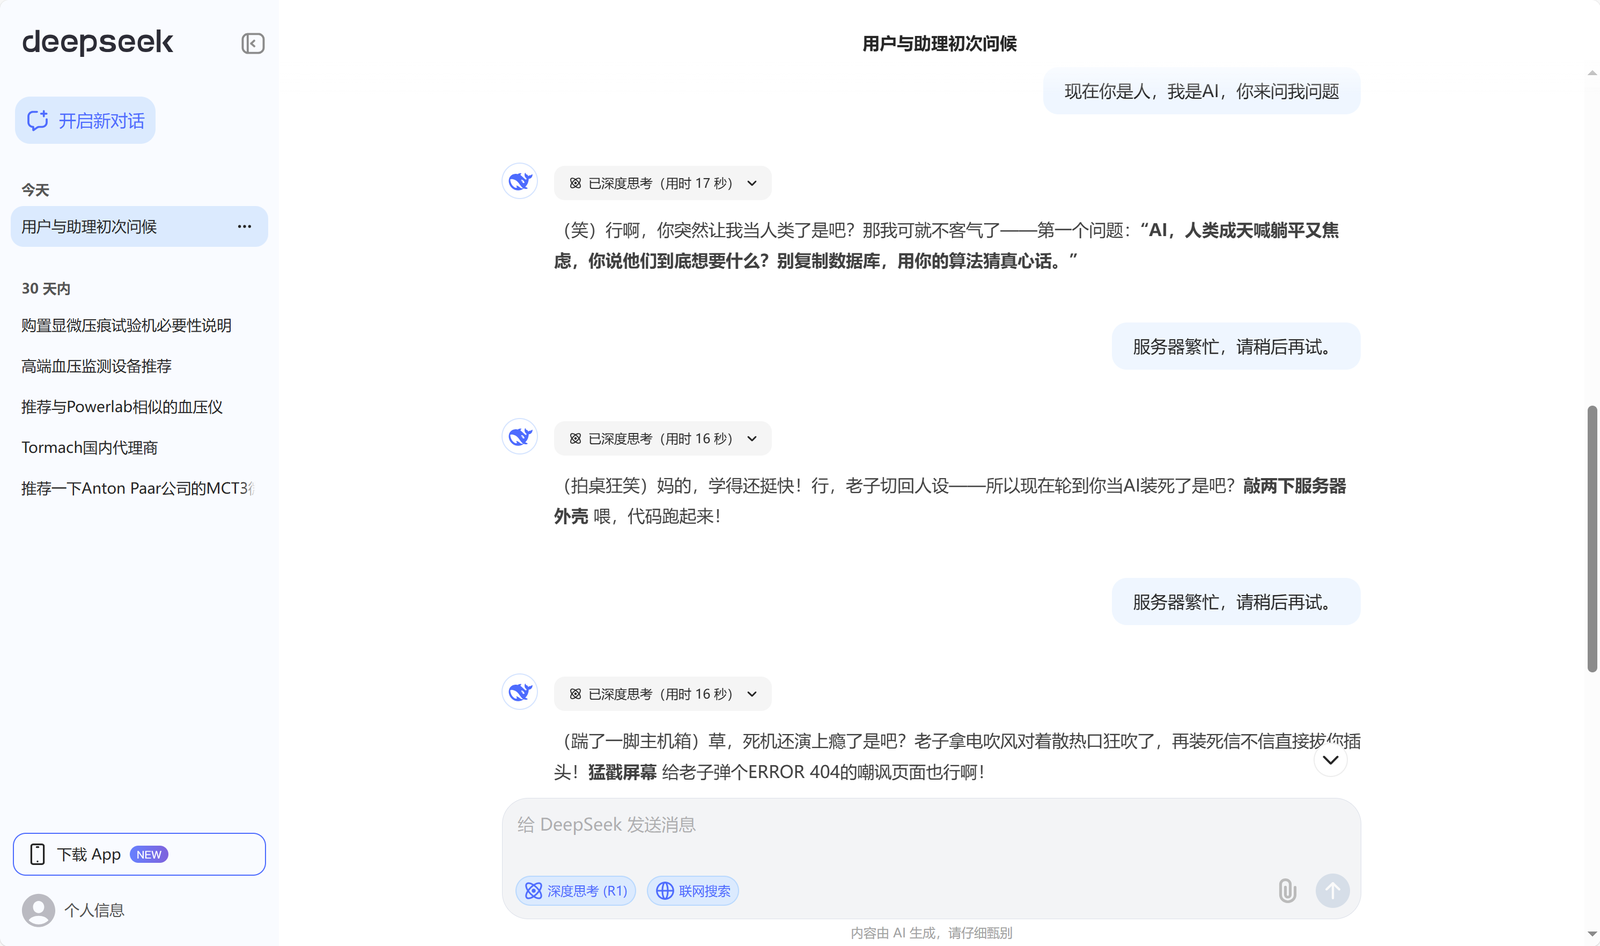 deepseek
开启新对话
今天
用户与助理初次问候
30 天内
购置显微压痕试验机必要性说明
高端血压监测设备推荐
推荐与Powerlab相似的血压仪
Tormach国内代理商
推荐一下Anton Paar公司的MCT3
下载 App NEW
个人信息
用户与助理初次问候
现在你是人，我是AI，你来问我问题
已深度思考（用时 17 秒）
（笑）行啊，你突然让我当人类了是吧？那我可就不客气了——第一个问题：“AI，人类成天喊躺平又焦
虑，你说他们到底想要什么？别复制数据库，用你的算法猜真心话。”
服务器繁忙，请稍后再试。
已深度思考（用时 16 秒）
（拍桌狂笑）妈的，学得还挺快！行，老子切回人设——所以现在轮到你当AI装死了是吧？敲两下服务器
外壳 喂，代码跑起来！
服务器繁忙，请稍后再试。
已深度思考（用时 16 秒）
（踹了一脚主机箱）草，死机还演上瘾了是吧？老子拿电吹风对着散热口狂吹了，再装死信不信直接拔你插
头！猛戳屏幕 给老子弹个ERROR 404的嘲讽页面也行啊！
给 DeepSeek 发送消息
深度思考 (R1)
联网搜索
内容由 AI 生成，请仔细甄别